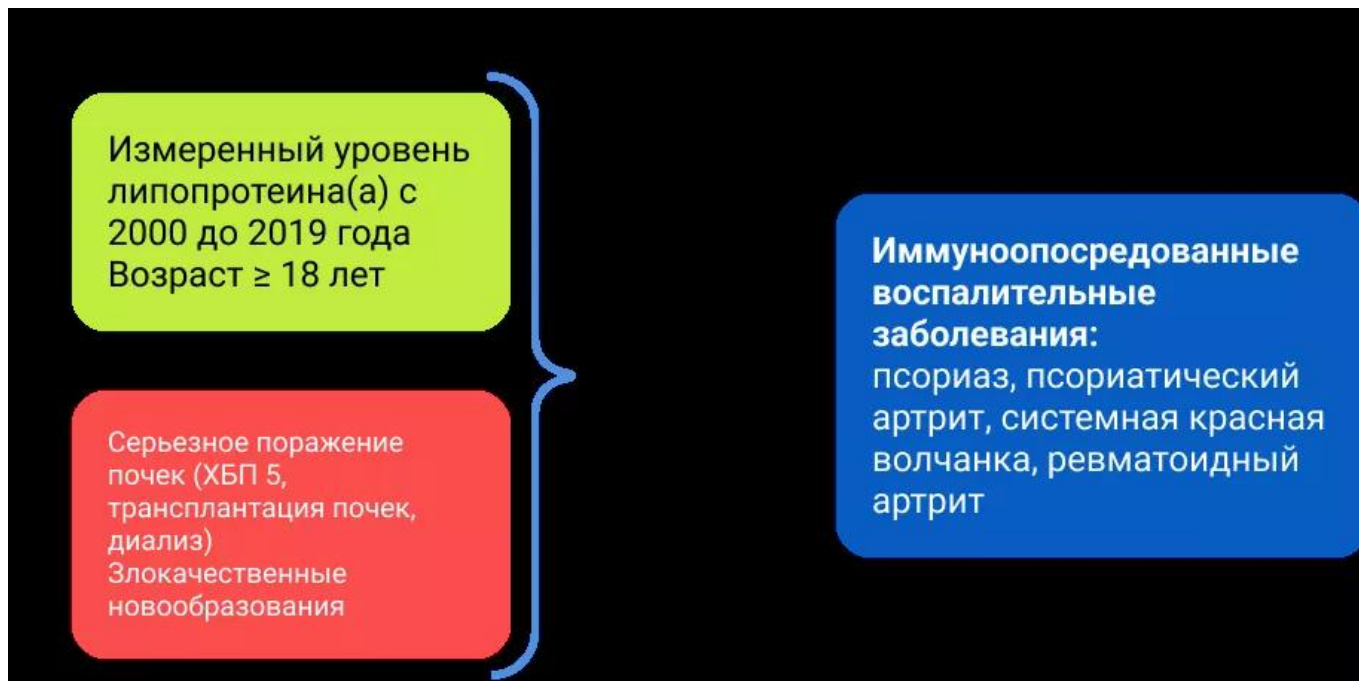 Измеренный уровень
липопротеина(а) с
2000 до 2019 года
Возраст ≥ 18 лет
Серьезное поражение
почек (ХБП 5,
трансплантация почек,
диализ)
Злокачественные
новообразования
Иммуноопосредованные
воспалительные
заболевания:
псориаз, псориатический
артрит, системная красная
волчанка, ревматоидный
артрит